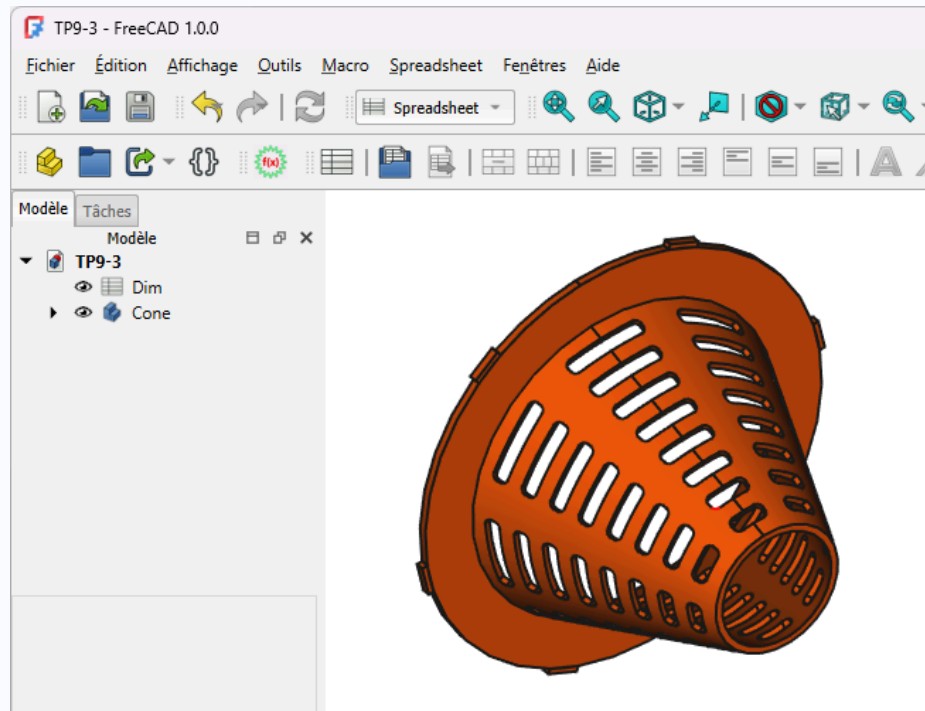 TP9-3 - FreeCAD 1.0.0
Fichier Édition Affichage Outils Macro Spreadsheet Fenêtres Aide
Spreadsheet
f(x)
A
Modèle Tâches
Modèle
TP9-3
Dim
Cone